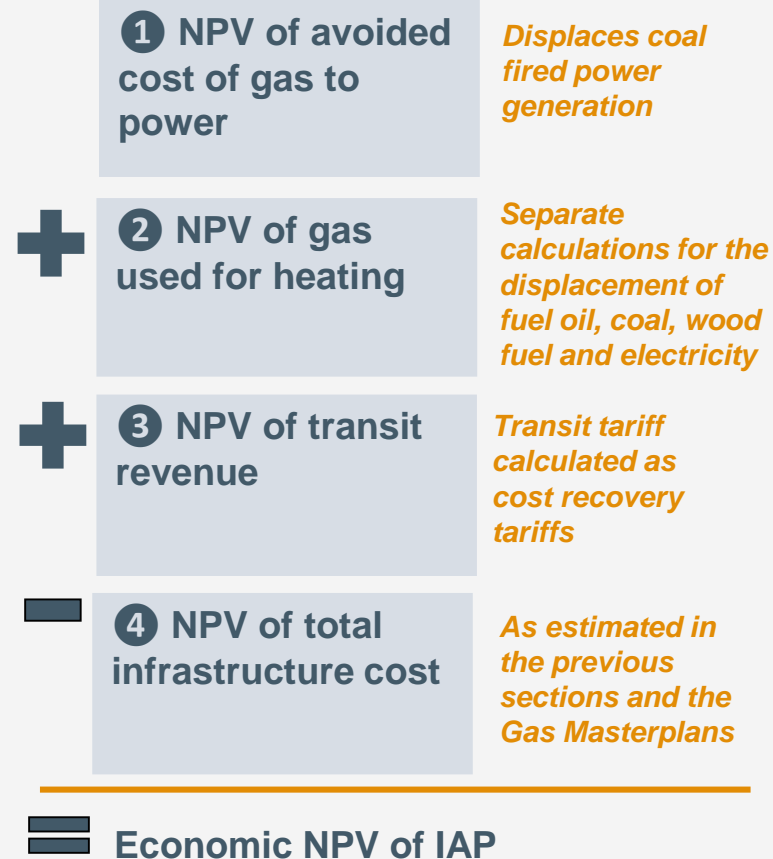 ❶ NPV of avoided
cost of gas to
power
Displaces coal
fired power
generation
❷ NPV of gas
used for heating
Separate
calculations for the
displacement of
fuel oil, coal, wood
fuel and electricity
❸ NPV of transit
revenue
Transit tariff
calculated as
cost recovery
tariffs
❹ NPV of total
infrastructure cost
As estimated in
the previous
sections and the
Gas Masterplans
Economic NPV of IAP